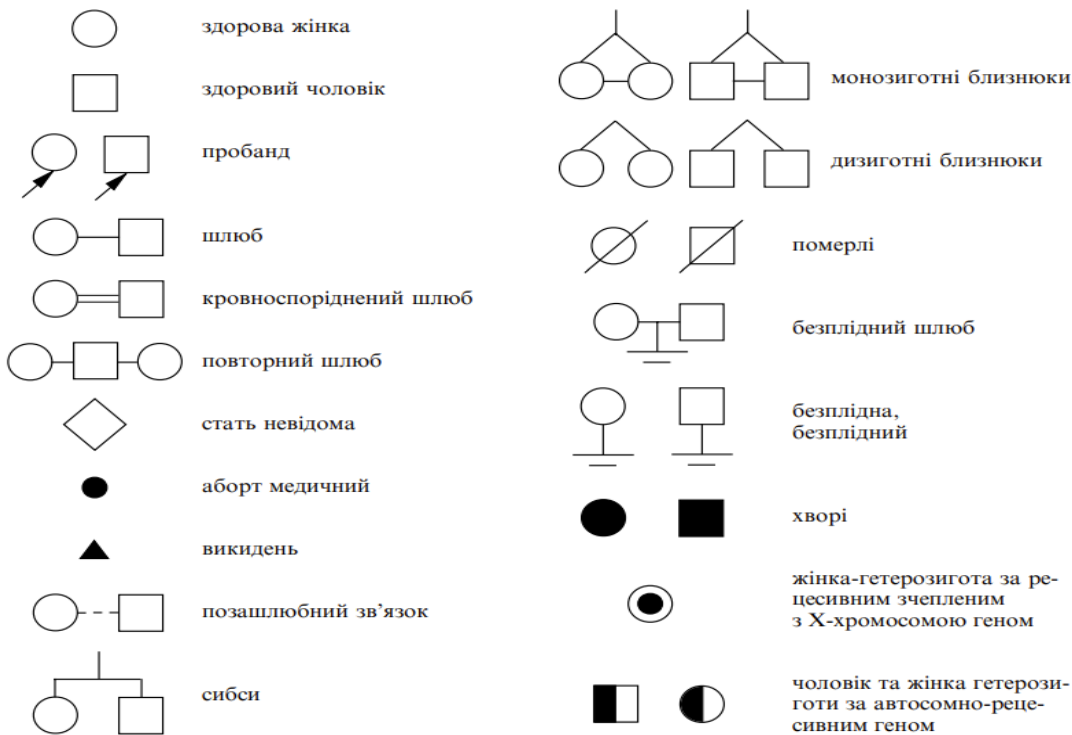 здорова жінка
здоровий чоловік
пробанд
шлюб
кровноспоріднений шлюб
повторний шлюб
стать невідома
аборт медичний
викидень
позашлюбний зв'язок
сибси
монозиготні близнюки
дизиготні близнюки
померлі
безплідний шлюб
безплідна,
безплідний
хворі
жінка-гетерозигота за ре-
цесивним зчепленим
з X-хромосомою геном
чоловік та жінка гетерози-
готи за автосомно-реце-
сивним геном